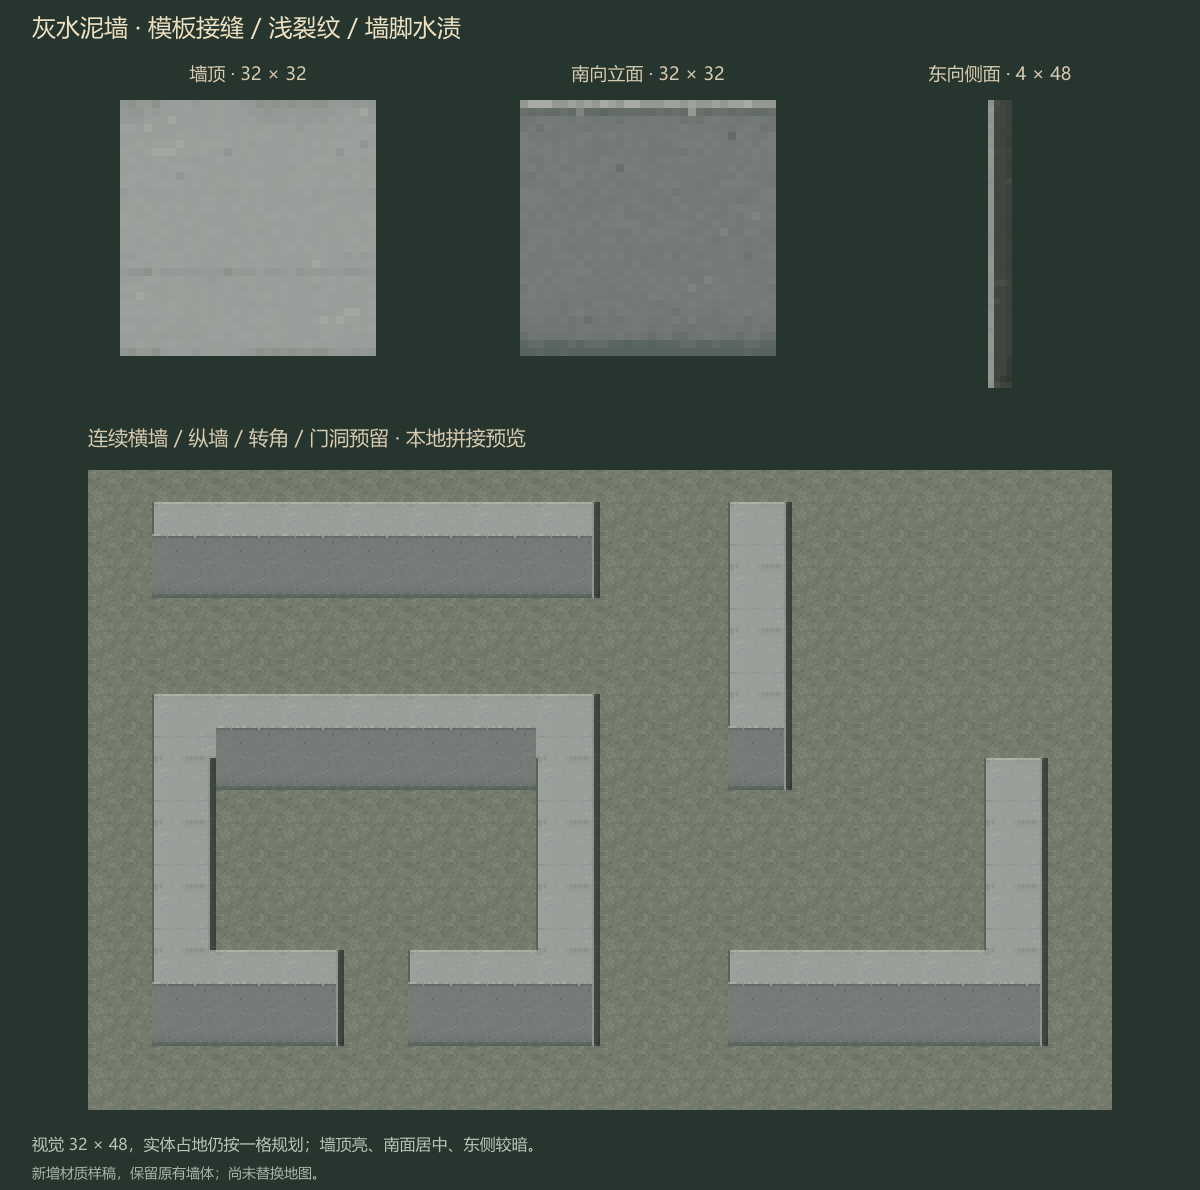 灰水泥墙 · 模板接缝 / 浅裂纹 / 墙脚水渍
墙顶 · 32 × 32
南向立面 · 32 × 32
东向侧面 · 4 × 48
连续横墙 / 纵墙 / 转角 / 门洞预留 · 本地拼接预览
视觉 32 × 48，实体占地仍按一格规划；墙顶亮、南面居中、东侧较暗。
新增材质样稿，保留原有墙体；尚未替换地图。